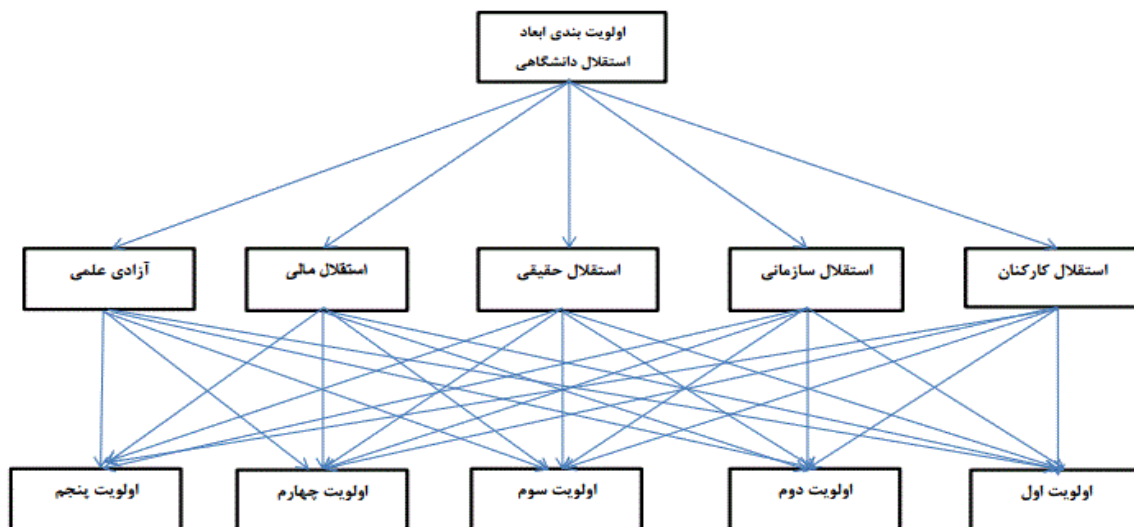 اولویت بندی ابعاد
استقلال دانشگاهی
استقلال کارکنان
استقلال سازمانی
استقلال حقیقی
استقلال مالی
آزادی علمی
اولویت اول
اولویت دوم
اولویت سوم
اولویت چهارم
اولویت پنجم